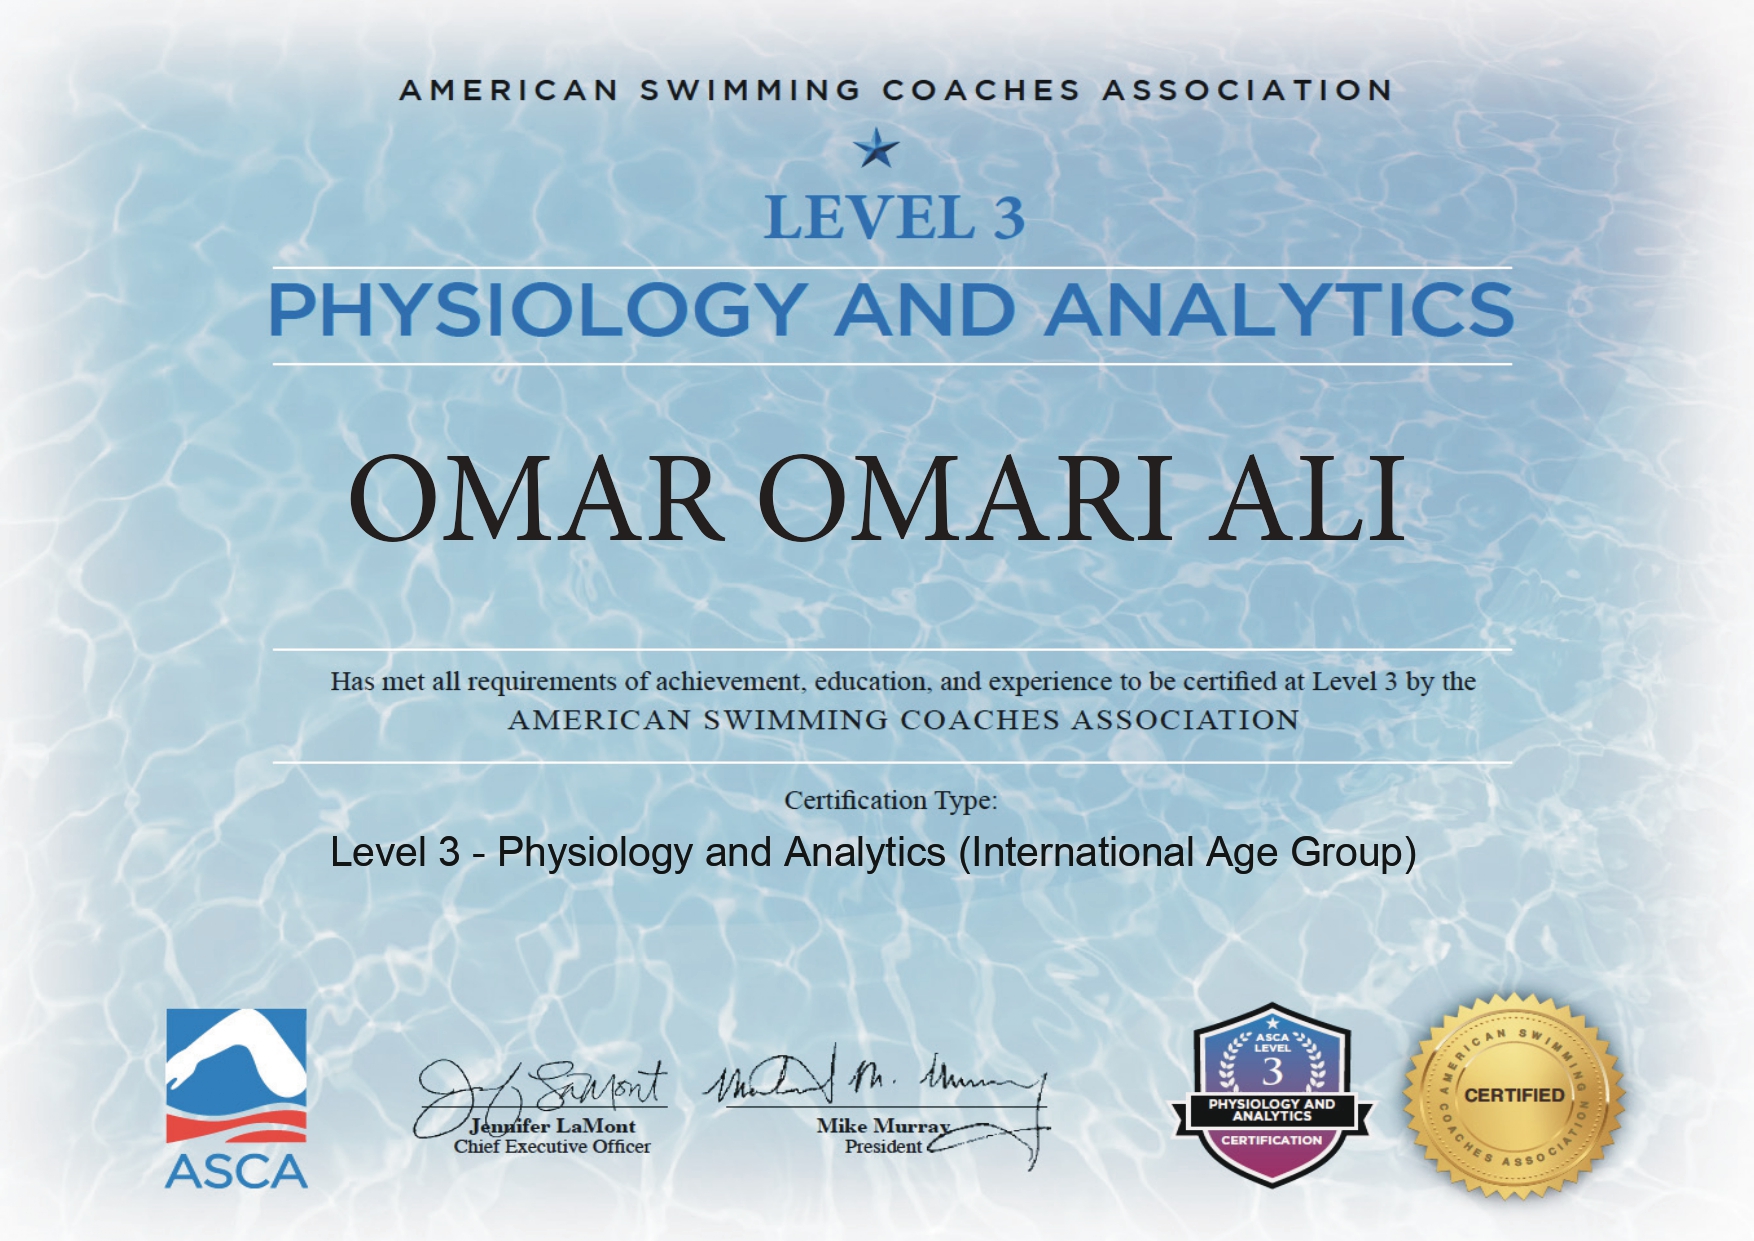 AMERICAN SWIMMING COACHES ASSOCIATION
LEVEL 3
PHYSIOLOGY AND ANALYTICS
OMAR OMARI ALI
Has met all requirements of achievement, education, and experience to be certified at Level 3 by the
AMERICAN SWIMMING COACHES ASSOCIATION
Certification Type:
Level 3 - Physiology and Analytics (International Age Group)
ASCA
Jennifer LaMont
Chief Executive Officer
Mike Murray
President
ASCA
LEVEL
3
PHYSIOLOGY AND
ANALYTICS
CERTIFICATION
AMERICAN SWIMMING
CERTIFIED
COACHES ASSOCIATION